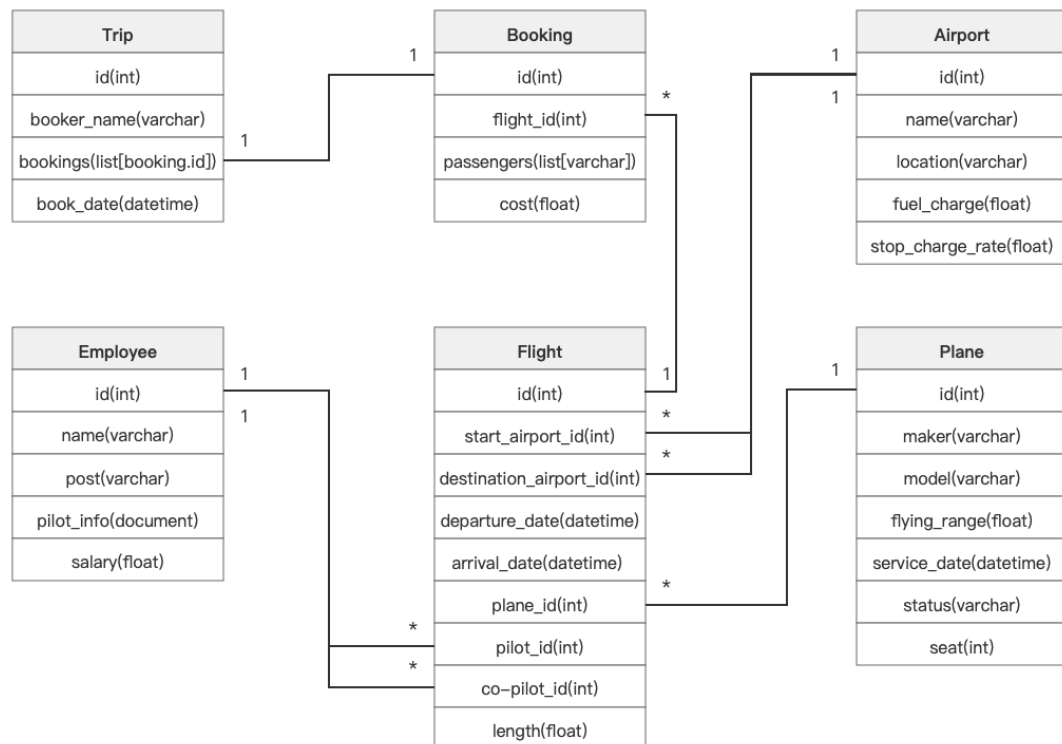 Trip
id(int)
booker_name(varchar)
bookings(list[booking.id])
book_date(datetime)
1
1
Booking
id(int)
flight_id(int)
passengers(list[varchar])
cost(float)
*
1
1
Airport
id(int)
name(varchar)
location(varchar)
fuel_charge(float)
stop_charge_rate(float)
Employee
id(int)
name(varchar)
post(varchar)
pilot_info(document)
salary(float)
1
1
*
*
Flight
id(int)
start_airport_id(int)
destination_airport_id(int)
departure_date(datetime)
arrival_date(datetime)
plane_id(int)
pilot_id(int)
co-pilot_id(int)
length(float)
1
*
*
*
1
Plane
id(int)
maker(varchar)
model(varchar)
flying_range(float)
service_date(datetime)
status(varchar)
seat(int)